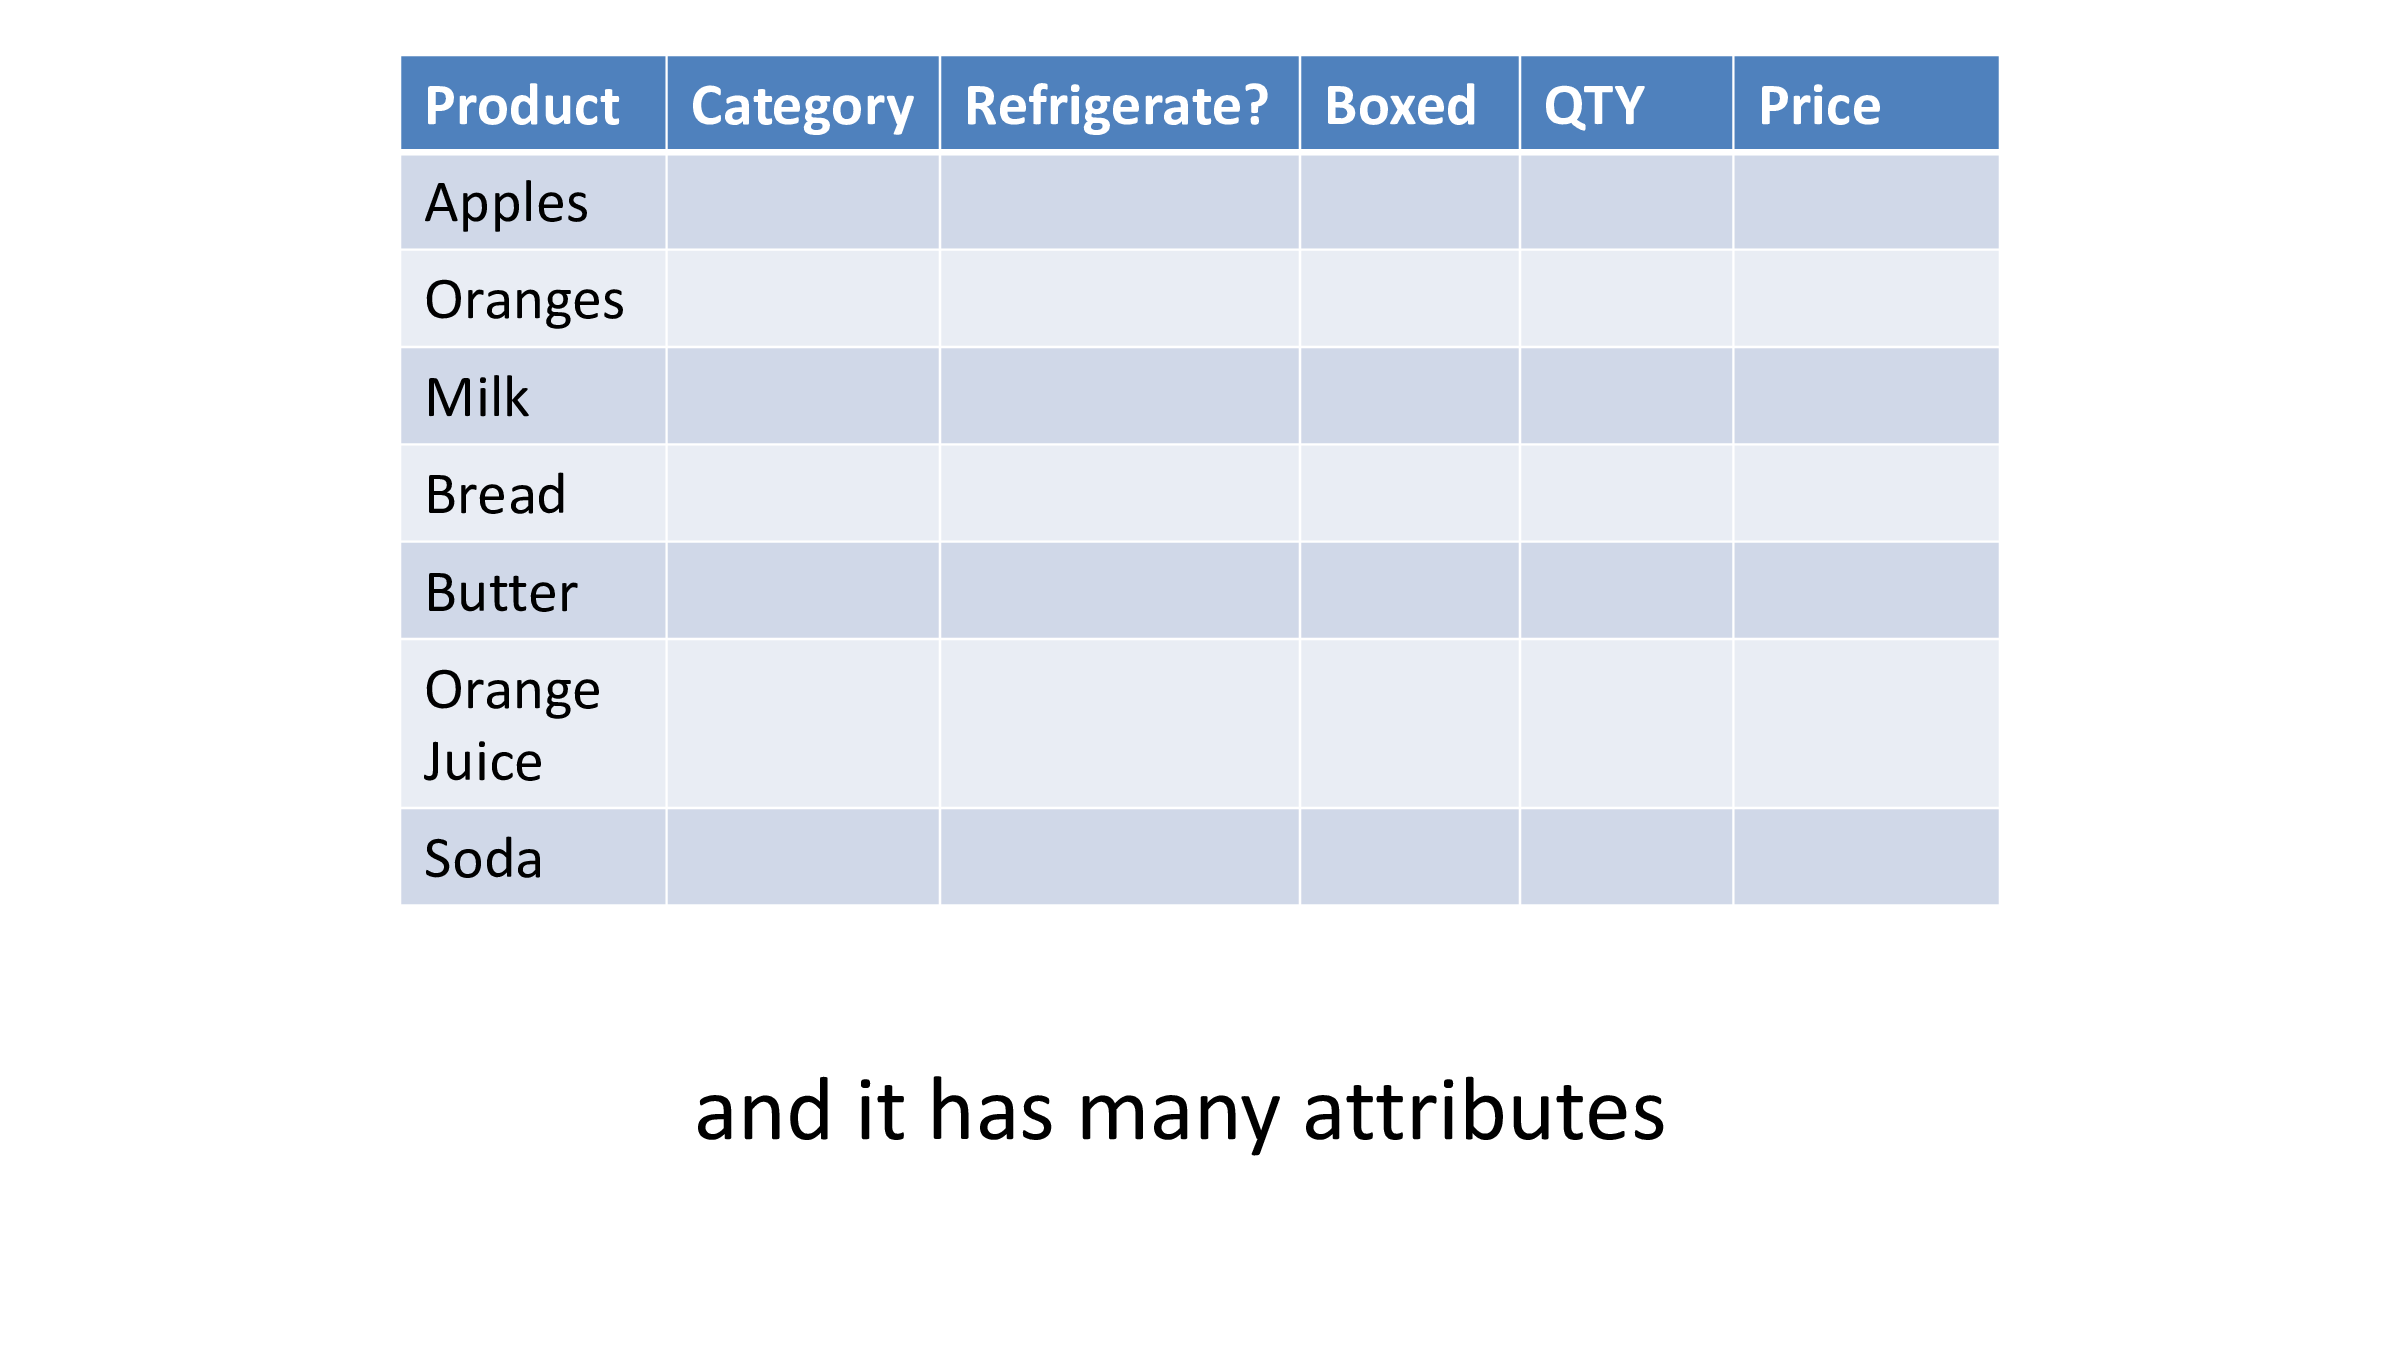 Product Category Refrigerate? Boxed QTY Price
Apples
Oranges
Milk
Bread
Butter
Orange
Juice
Soda
and it has many attributes